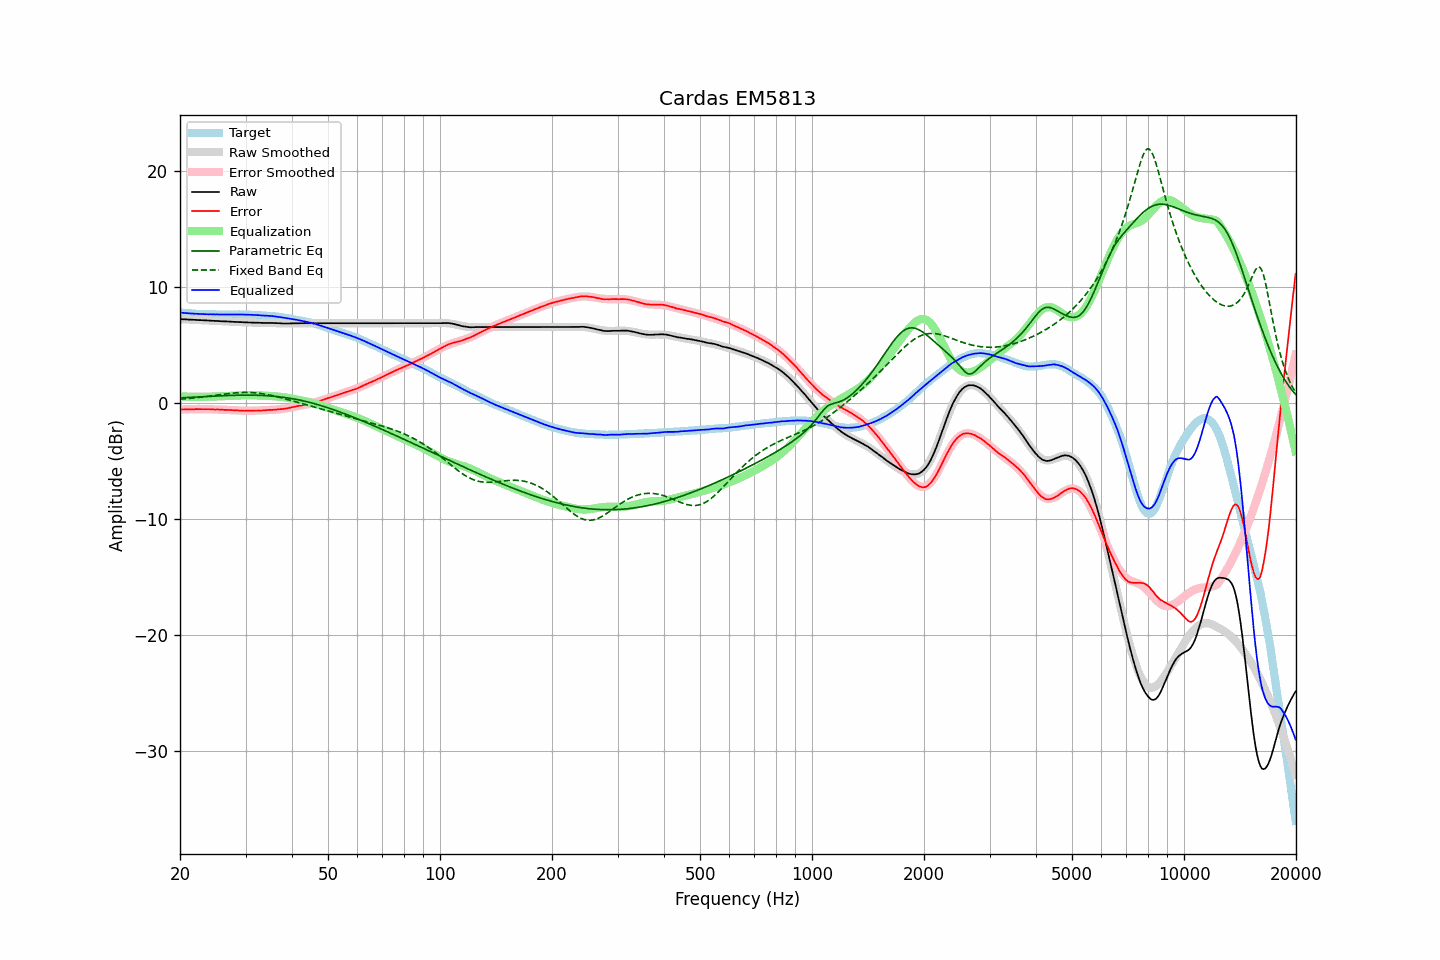 Cardas EM5813
Target
Raw Smoothed
Error Smoothed
Raw
Error
Equalization
Parametric Eq
Fixed Band Eq
Equalized
20
10
0
−10
−20
−30
Amplitude (dBr)
20 50 100 200 500 1000 2000 5000 10000 20000
Frequency (Hz)